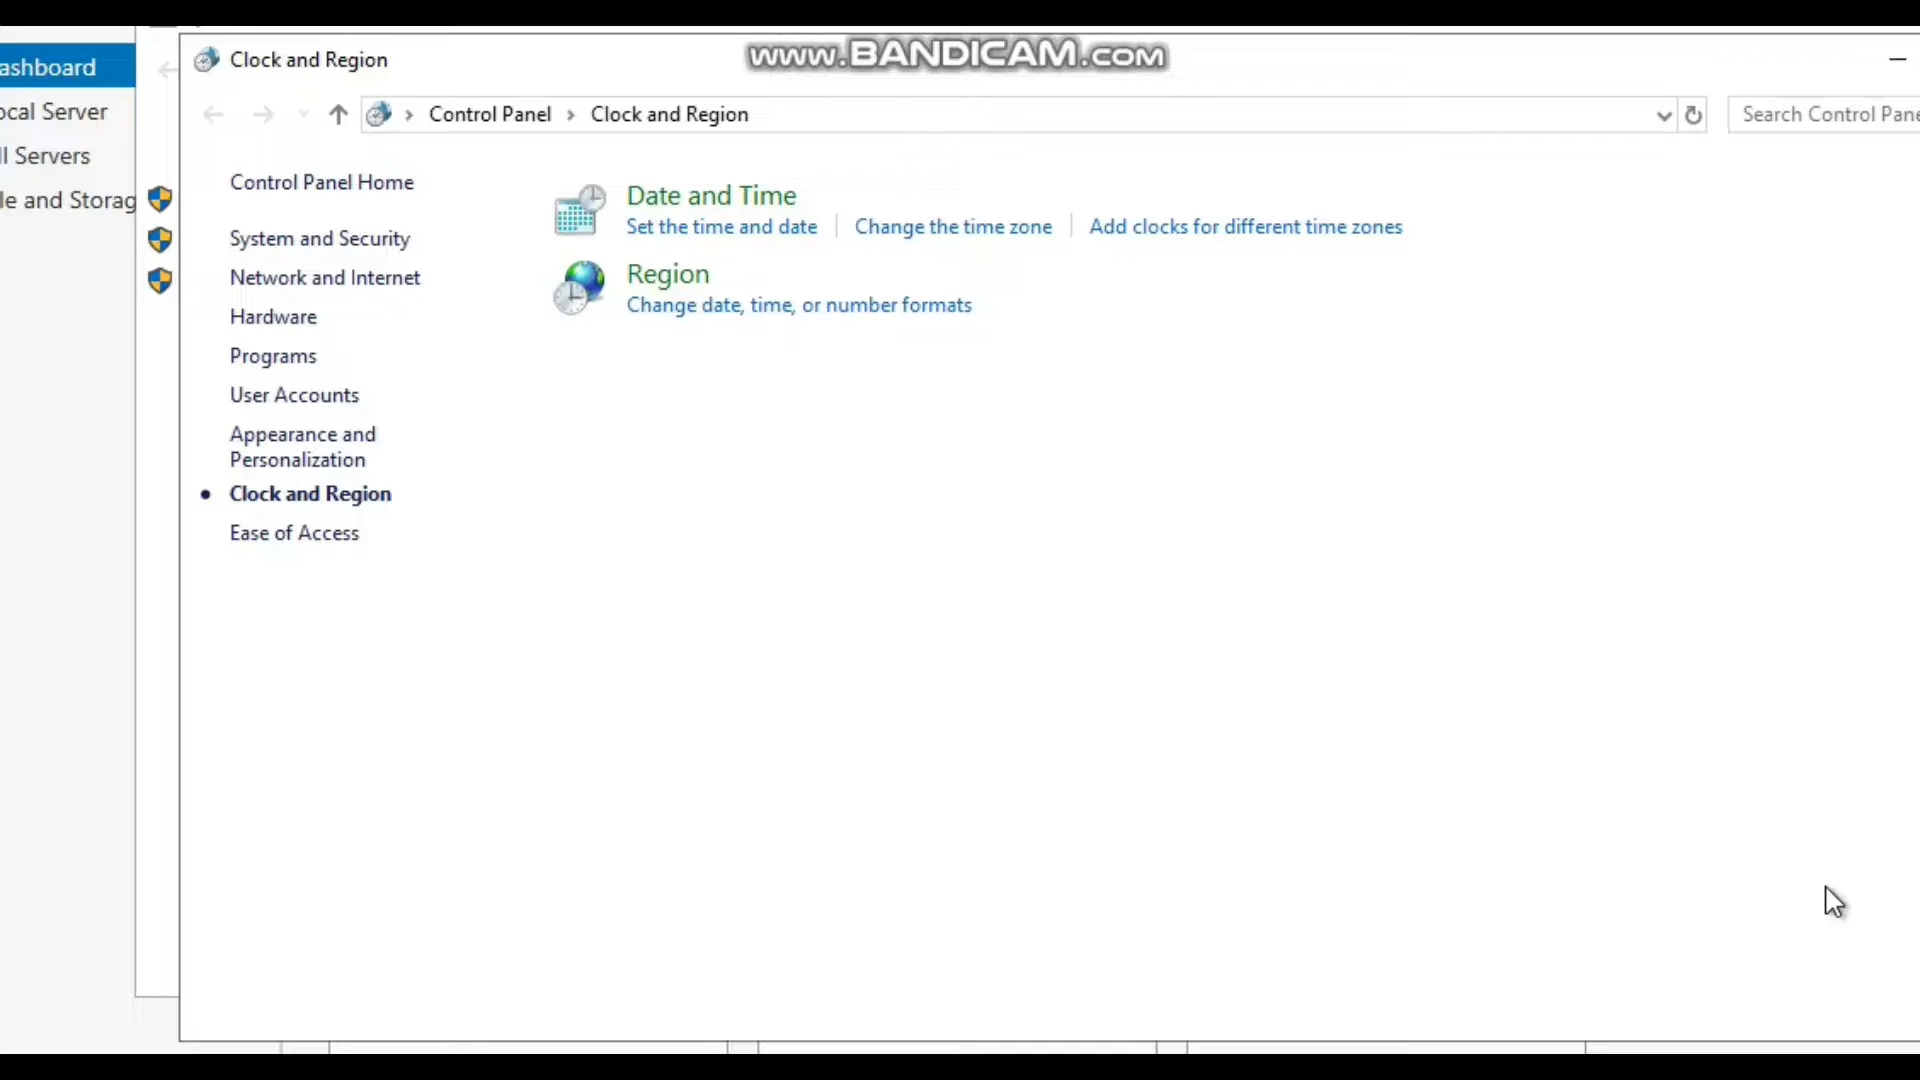 Clock and Region
www.BANDICAM.com
ashboard
ocal Server
ll Servers
le and Storag
Control Panel
Clock and Region
Search Control Pane
Control Panel Home
System and Security
Network and Internet
Hardware
Programs
User Accounts
Appearance and
Personalization
Clock and Region
Ease of Access
Date and Time
Set the time and date
Change the time zone
Add clocks for different time zones
Region
Change date, time, or number formats